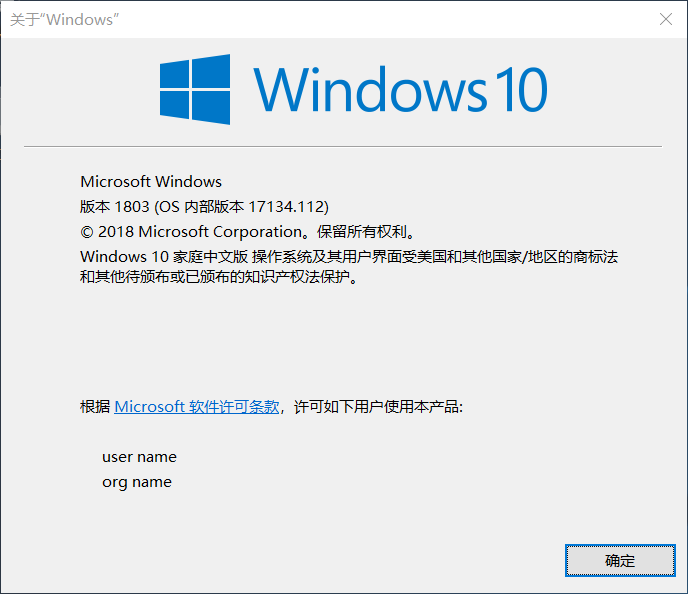 关于“Windows”
Windows 10
Microsoft Windows
版本 1803 (OS 内部版本 17134.112)
© 2018 Microsoft Corporation。保留所有权利。
Windows 10 家庭中文版 操作系统及其用户界面受美国和其他国家/地区的商标法
和其他待颁布或已颁布的知识产权法保护。
根据 Microsoft 软件许可条款，许可如下用户使用本产品:
user name
org name
确定